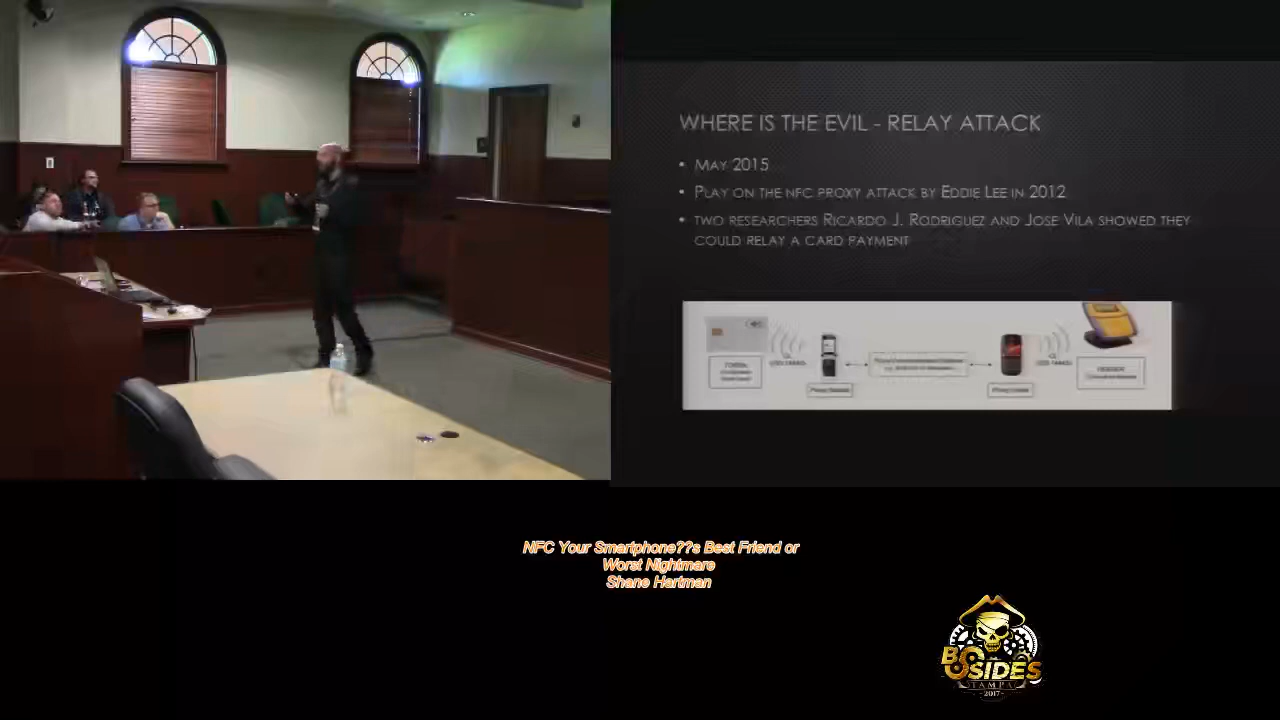 WHERE IS THE EVIL - RELAY ATTACK
• MAY 2015
• PLAY ON THE NFC PROXY ATTACK BY EDDIE LEE IN 2012
• TWO RESEARCHERS RICARDO J. RODRIGUEZ AND JOSE VILA SHOWED THEY
COULD RELAY A CARD PAYMENT
NFC Your Smartphone??s Best Friend or
Worst Nightmare
Shane Hartman
BSIDES
TAMPA
-2017-